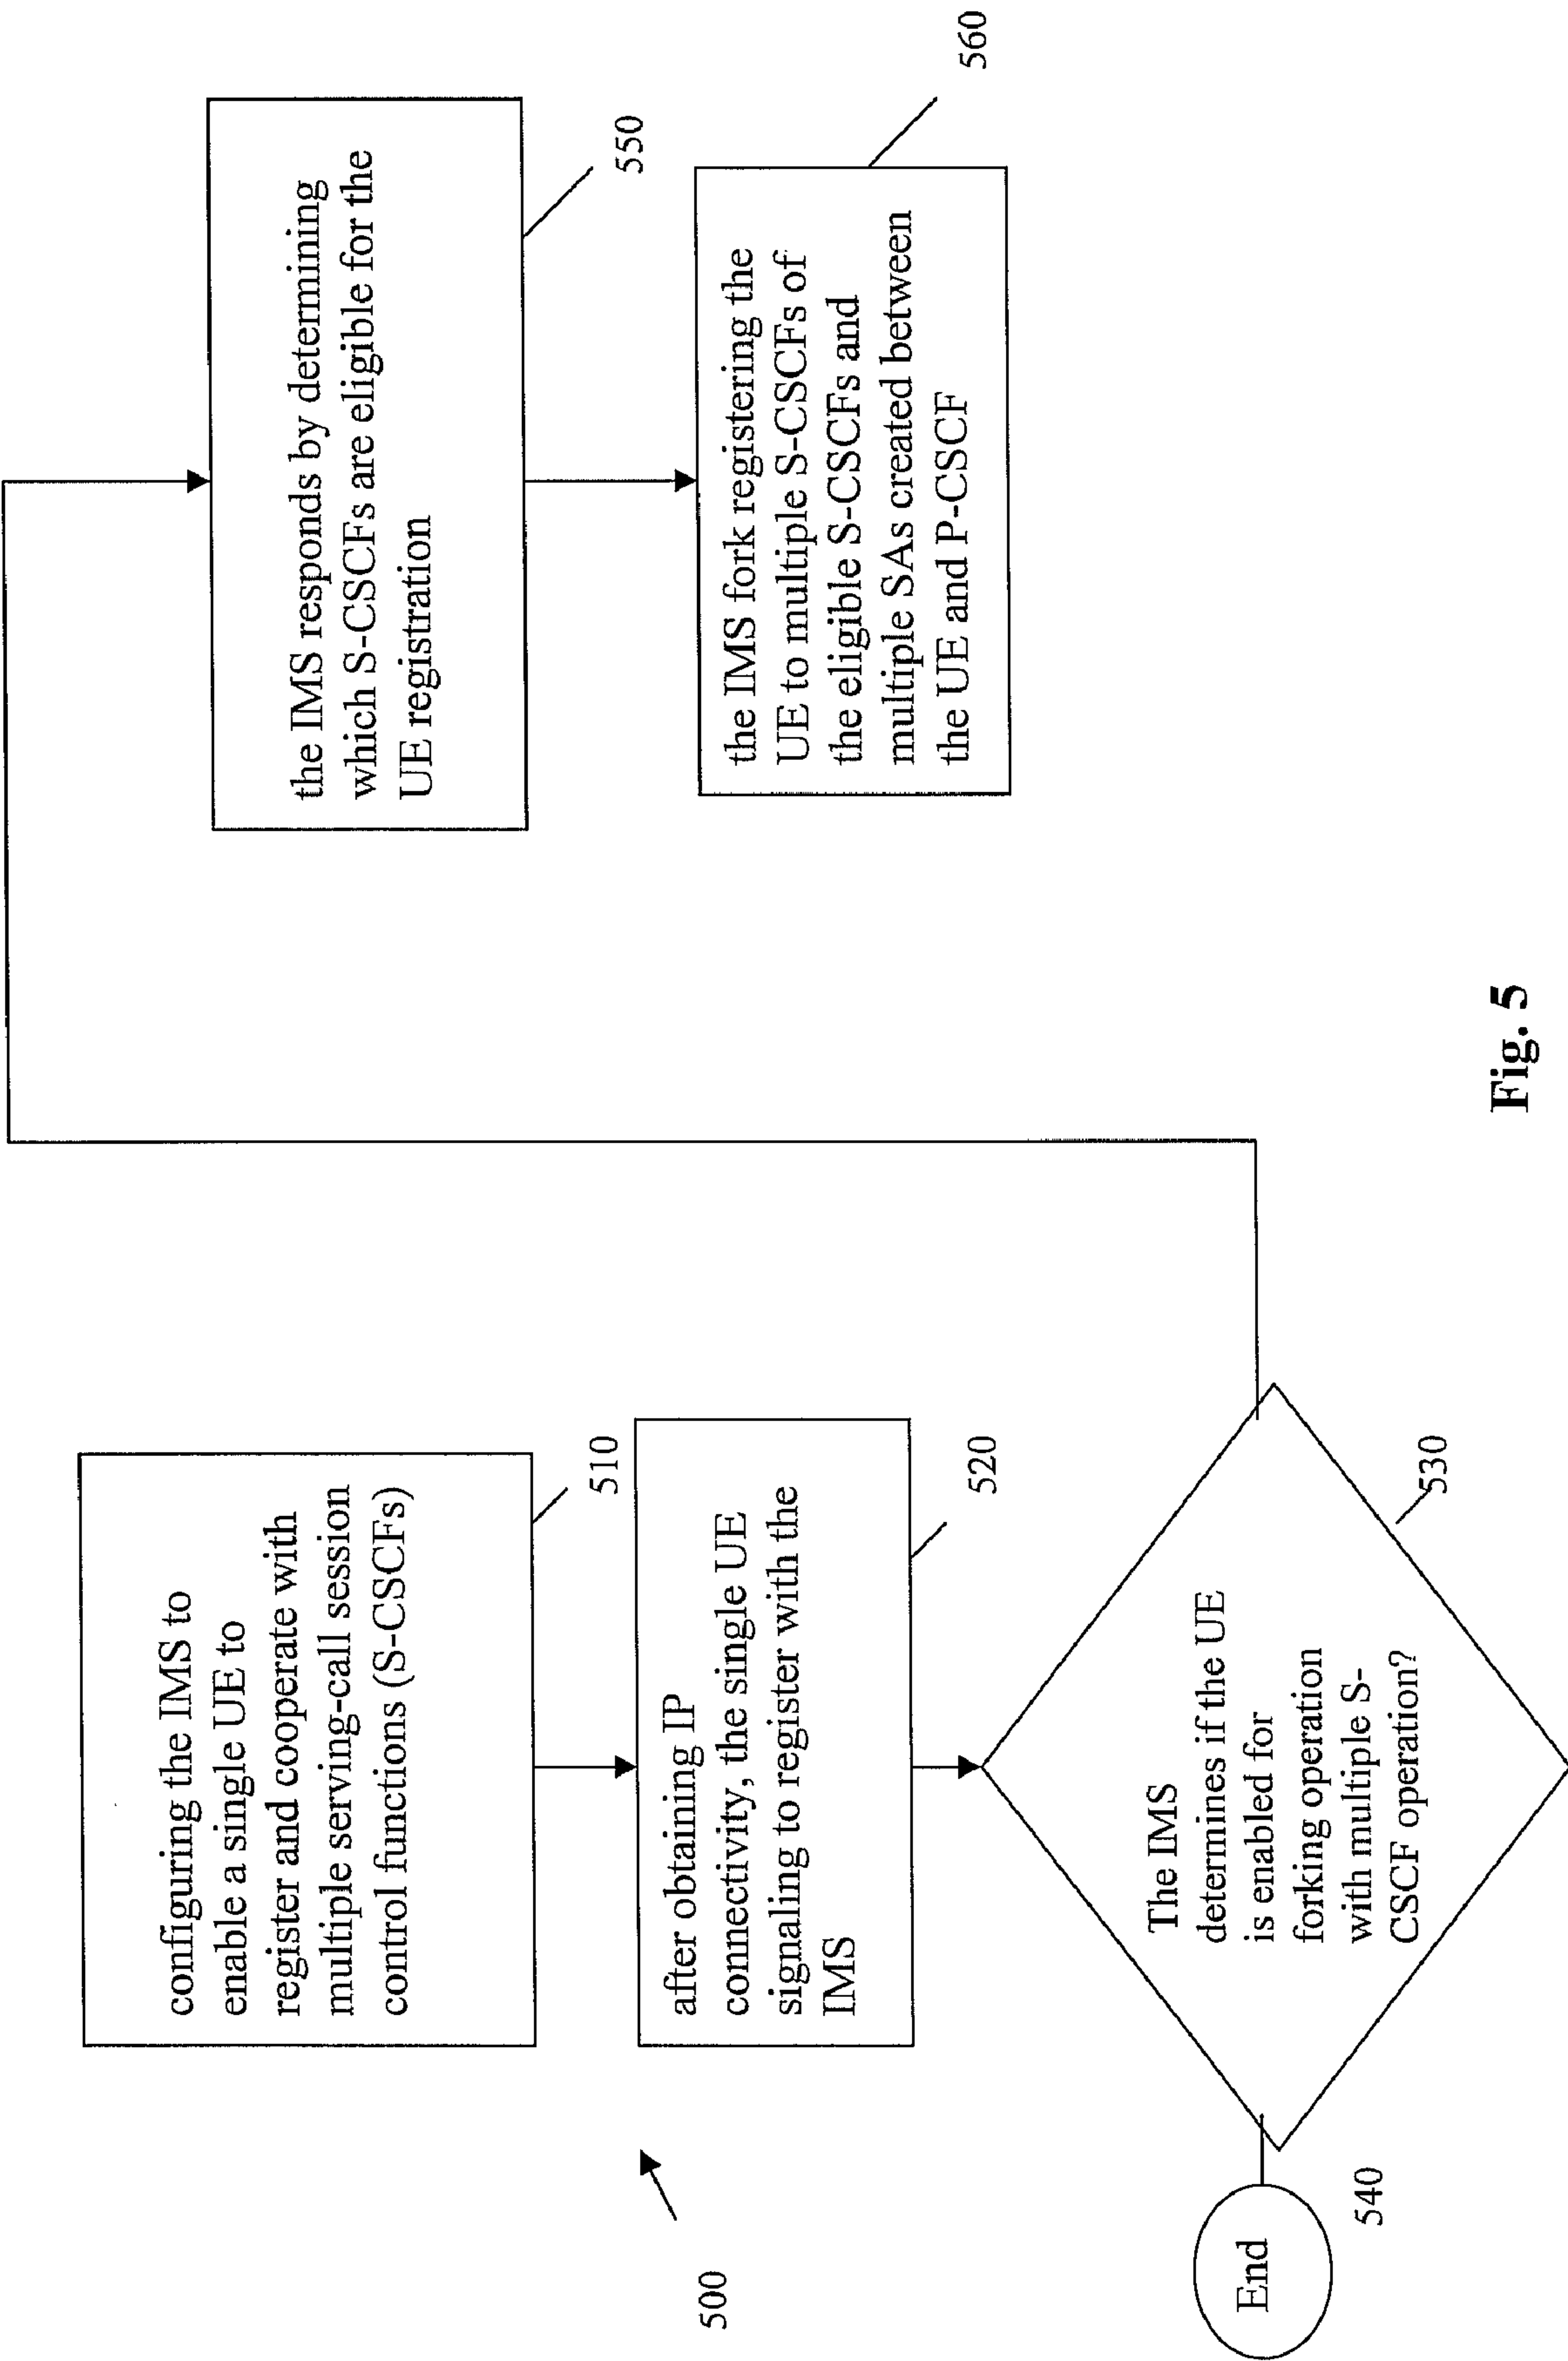 configuring the IMS to
enable a single UE to
register and cooperate with
multiple serving-call session
control functions (S-CSCFs)
510
after obtaining IP
connectivity, the single UE
signaling to register with the
IMS
520
500
The IMS
determines if the UE
is enabled for
forking operation
with multiple S-
CSCF operation?
530
End
540
the IMS responds by determining
which S-CSCFs are eligible for the
UE registration
550
the IMS fork registering the
UE to multiple S-CSCFs of
the eligible S-CSCFs and
multiple SAs created between
the UE and P-CSCF
560
Fig. 5